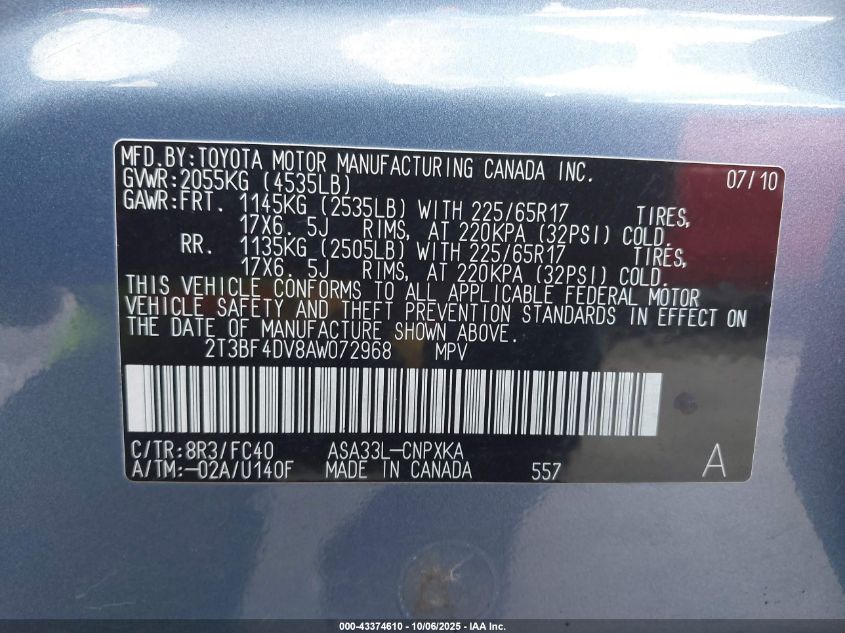 MFD.BY:TOYOTA MOTOR MANUFACTURING CANADA INC. 07/10
GVWR:2055KG (4535LB)
GAWR:FRT. 1145KG (2535LB) WITH 225/65R17 TIRES,
17X6. 5J RIMS, AT 220KPA (32PSI) COLD.
RR. 1135KG (2505LB) WITH 225/65R17 TIRES,
17X6. 5J RIMS, AT 220KPA (32PSI) COLD.
THIS VEHICLE CONFORMS TO ALL APPLICABLE FEDERAL MOTOR
VEHICLE SAFETY AND THEFT PREVENTION STANDARDS IN EFFECT ON
THE DATE OF MANUFACTURE SHOWN ABOVE.
2T3BF4DV8AW072968 MPV
C/TR:8R3/FC40 ASA33L-CNPXKA
A/TM:-02A/U140F MADE IN CANADA 557 A
000-43374610 - 10/06/2025 - IAA Inc.